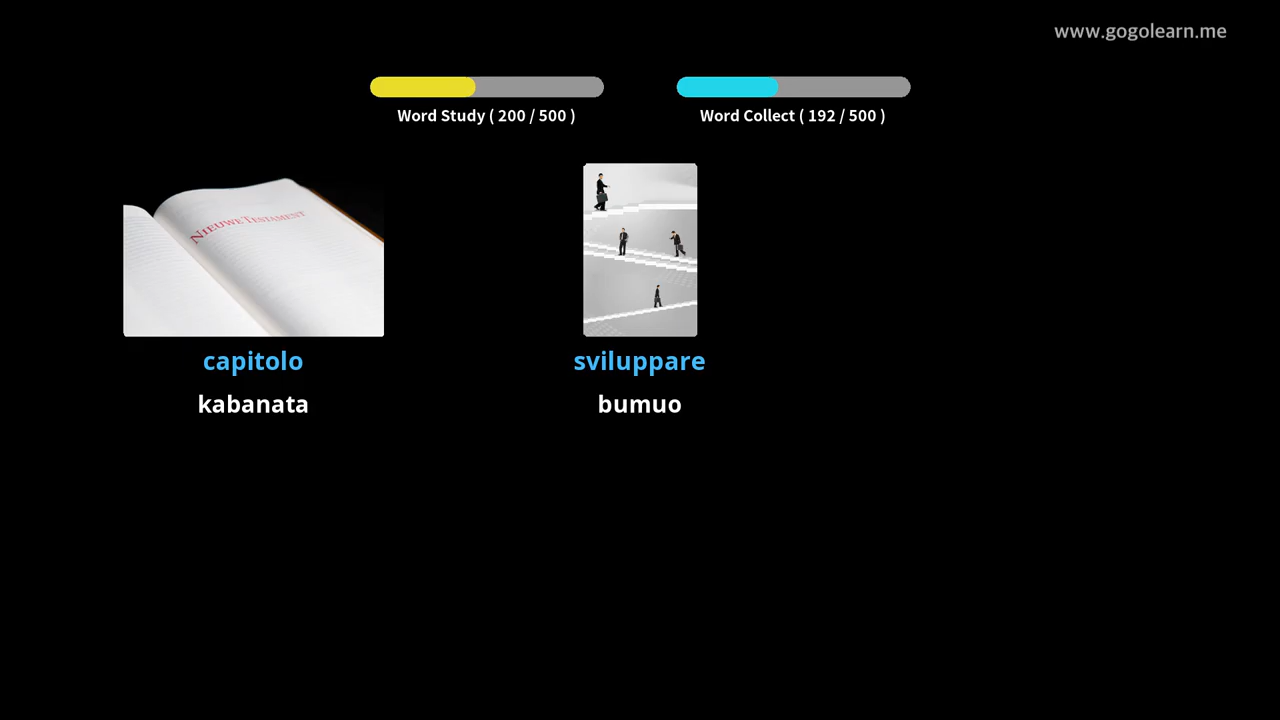 www.gogolearn.me
Word Study ( 200 / 500 )
Word Collect ( 192 / 500 )
NIEUWE TESTAMENT
capitolo
sviluppare
kabanata
bumuo